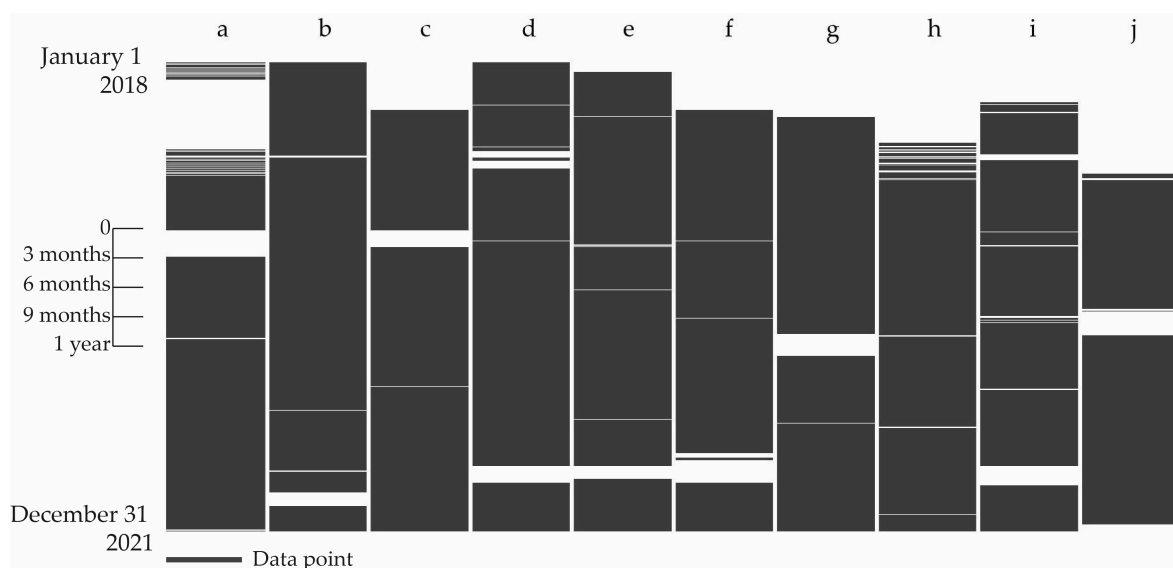 a b c d e f g h i j
January 1
2018
0
3 months
6 months
9 months
1 year
December 31
2021
Data point